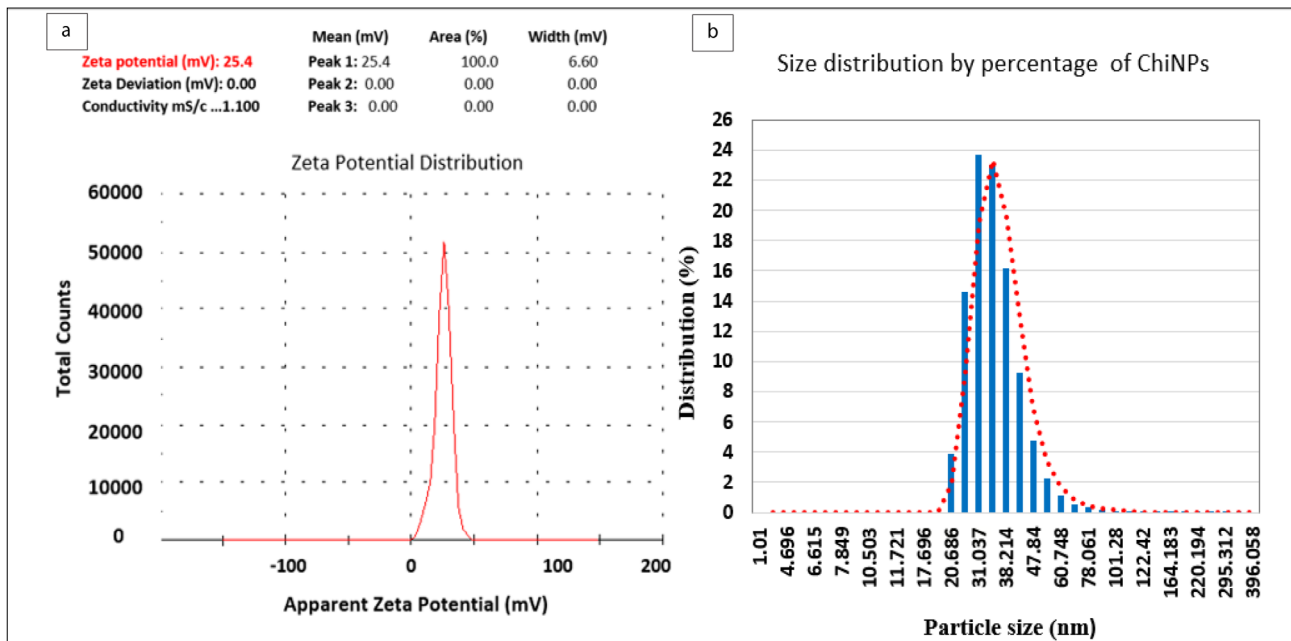 a
Mean (mV) Area (%) Width (mV)
Zeta potential (mV): 25.4 Peak 1: 25.4 100.0 6.60
Zeta Deviation (mV): 0.00 Peak 2: 0.00 0.00 0.00
Conductivity mS/c ...1.100 Peak 3: 0.00 0.00 0.00
Zeta Potential Distribution
Total Counts
60000
50000
40000
30000
20000
10000
0
-100 0 100 200
Apparent Zeta Potential (mV)
b
Size distribution by percentage of ChiNPs
Distribution (%)
26
24
22
20
18
16
14
12
10
8
6
4
2
0
1.01 4.696 6.615 7.849 10.503 11.721 17.696 20.686 31.037 38.214 47.84 60.748 78.061 101.28 122.42 164.183 220.194 295.312 396.058
Particle size (nm)